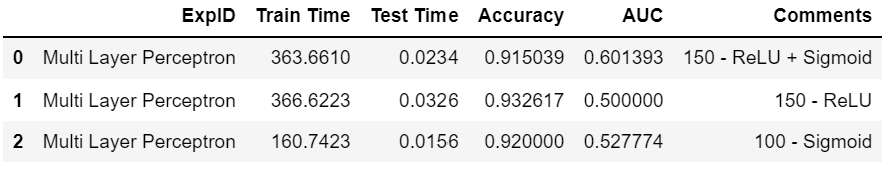 ExpID Train Time Test Time Accuracy AUC Comments
0 Multi Layer Perceptron 363.6610 0.0234 0.915039 0.601393 150 - ReLU + Sigmoid
1 Multi Layer Perceptron 366.6223 0.0326 0.932617 0.500000 150 - ReLU
2 Multi Layer Perceptron 160.7423 0.0156 0.920000 0.527774 100 - Sigmoid